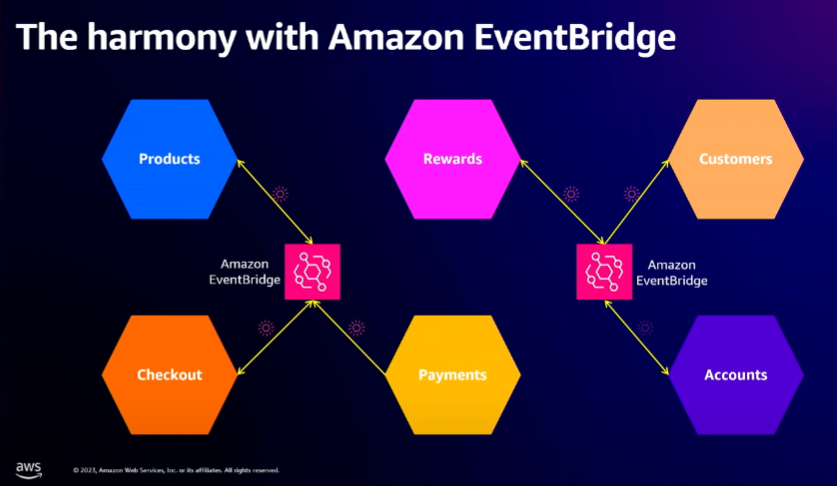 The harmony with Amazon EventBridge
Products
Rewards
Customers
Amazon
EventBridge
Amazon
EventBridge
Checkout
Payments
Accounts
aws
© 2023, Amazon Web Services, Inc. or its affiliates. All rights reserved.